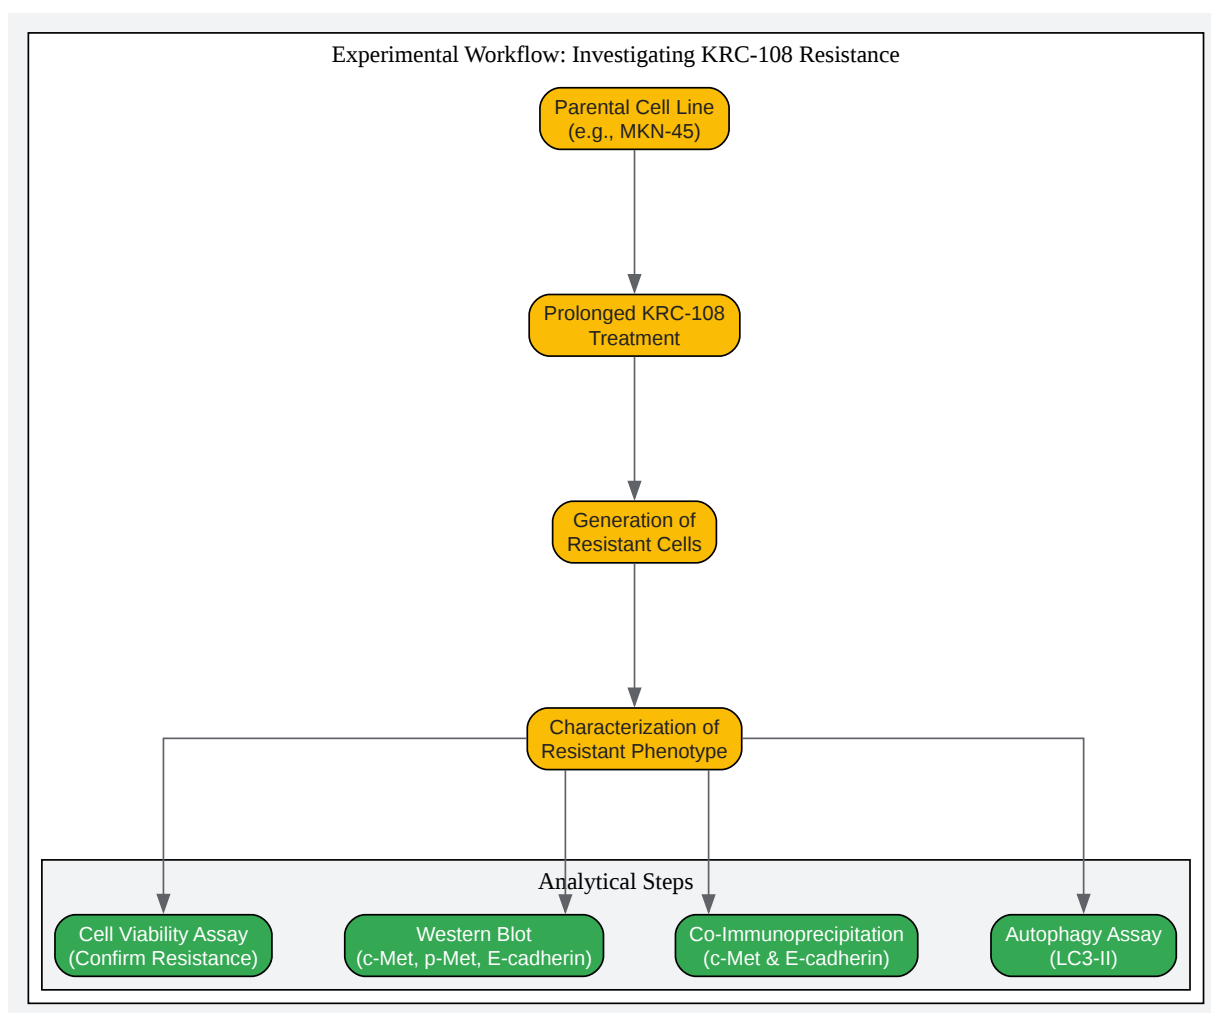 Experimental Workflow: Investigating KRC-108 Resistance
Parental Cell Line
(e.g., MKN-45)
Prolonged KRC-108
Treatment
Generation of
Resistant Cells
Characterization of
Resistant Phenotype
Analytical Steps
Cell Viability Assay
(Confirm Resistance)
Western Blot
(c-Met, p-Met, E-cadherin)
Co-Immunoprecipitation
(c-Met & E-cadherin)
Autophagy Assay
(LC3-II)